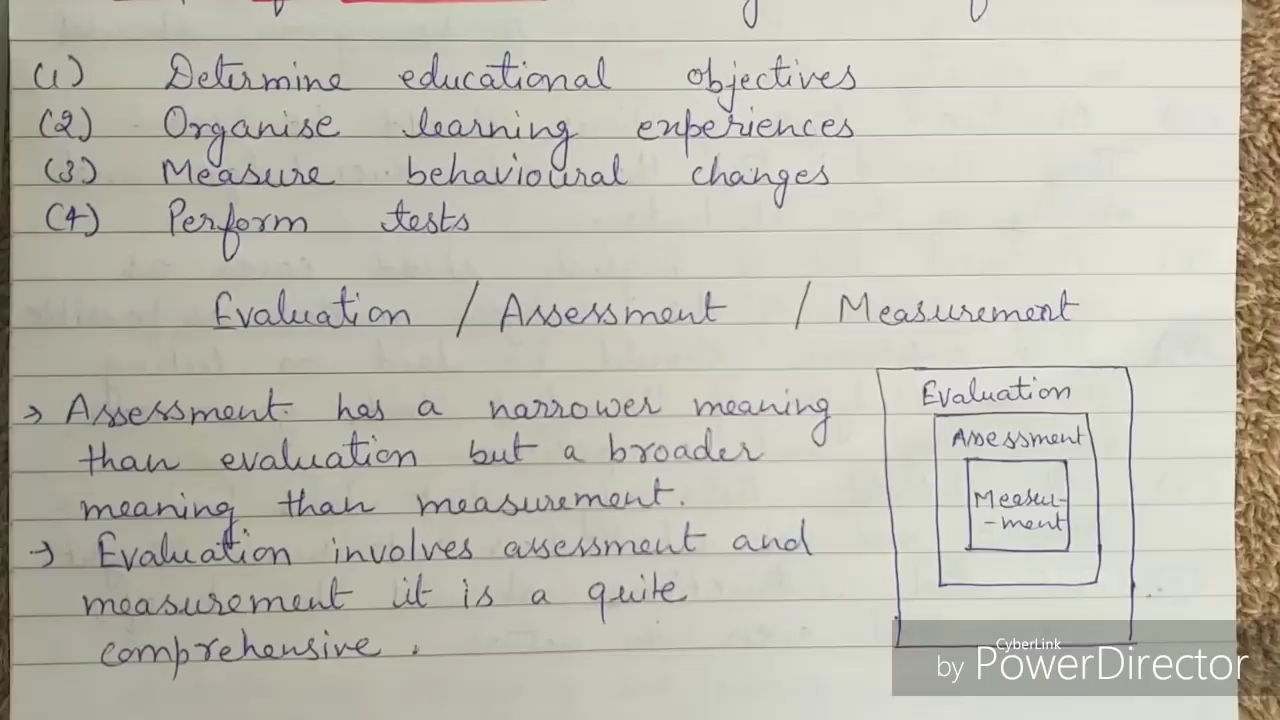 (1) Determine educational objectives
(2) Organise learning experiences
(3) Measure behavioural changes
(4) Perform tests
Evaluation / Assessment / Measurement
→ Assessment has a narrower meaning
than evaluation but a broader
meaning than measurement.
→ Evaluation involves assessment and
measurement it is a quite
comprehensive.
Evaluation
Assessment
Measu-
-ment
CyberLink
by PowerDirector